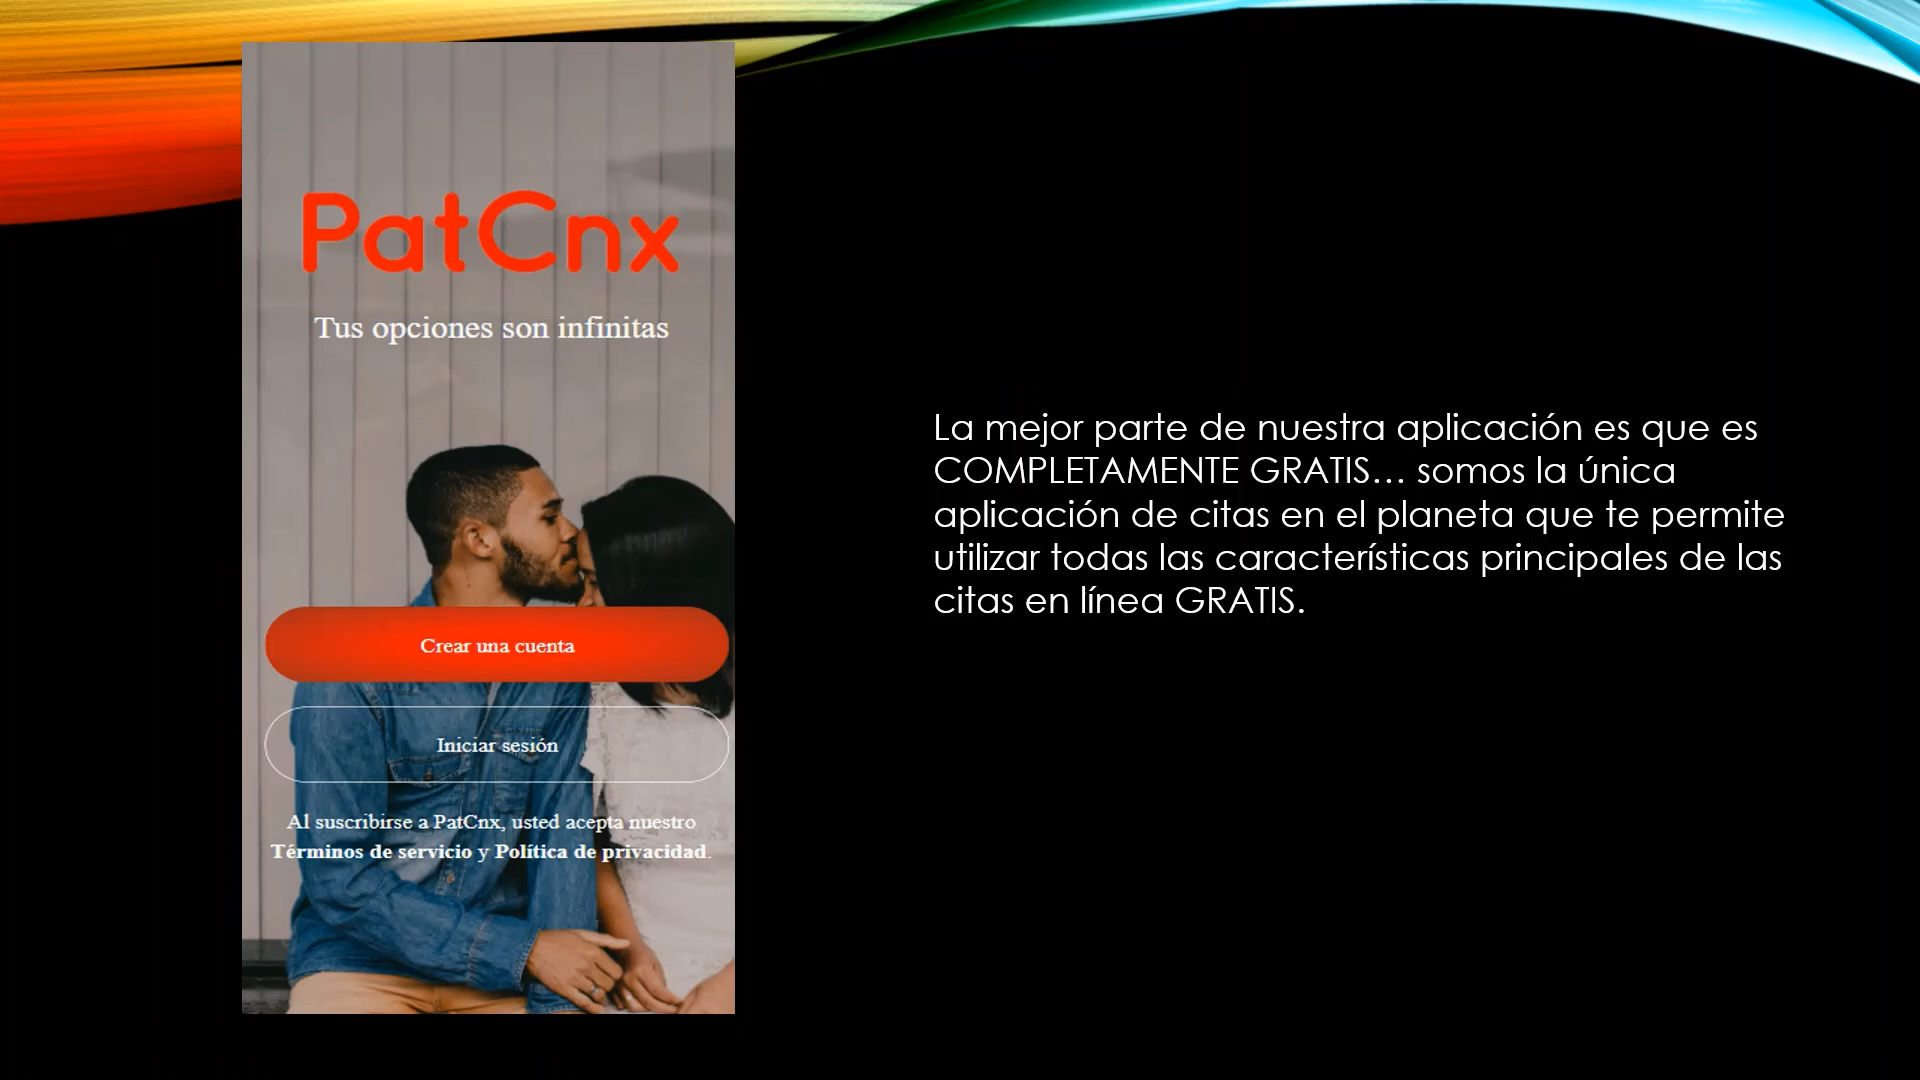 PatCnx
Tus opciones son infinitas
Crear una cuenta
Iniciar sesión
Al suscribirse a PatCnx, usted acepta nuestro
Términos de servicio y Política de privacidad.
La mejor parte de nuestra aplicación es que es
COMPLETAMENTE GRATIS… somos la única
aplicación de citas en el planeta que te permite
utilizar todas las características principales de las
citas en línea GRATIS.